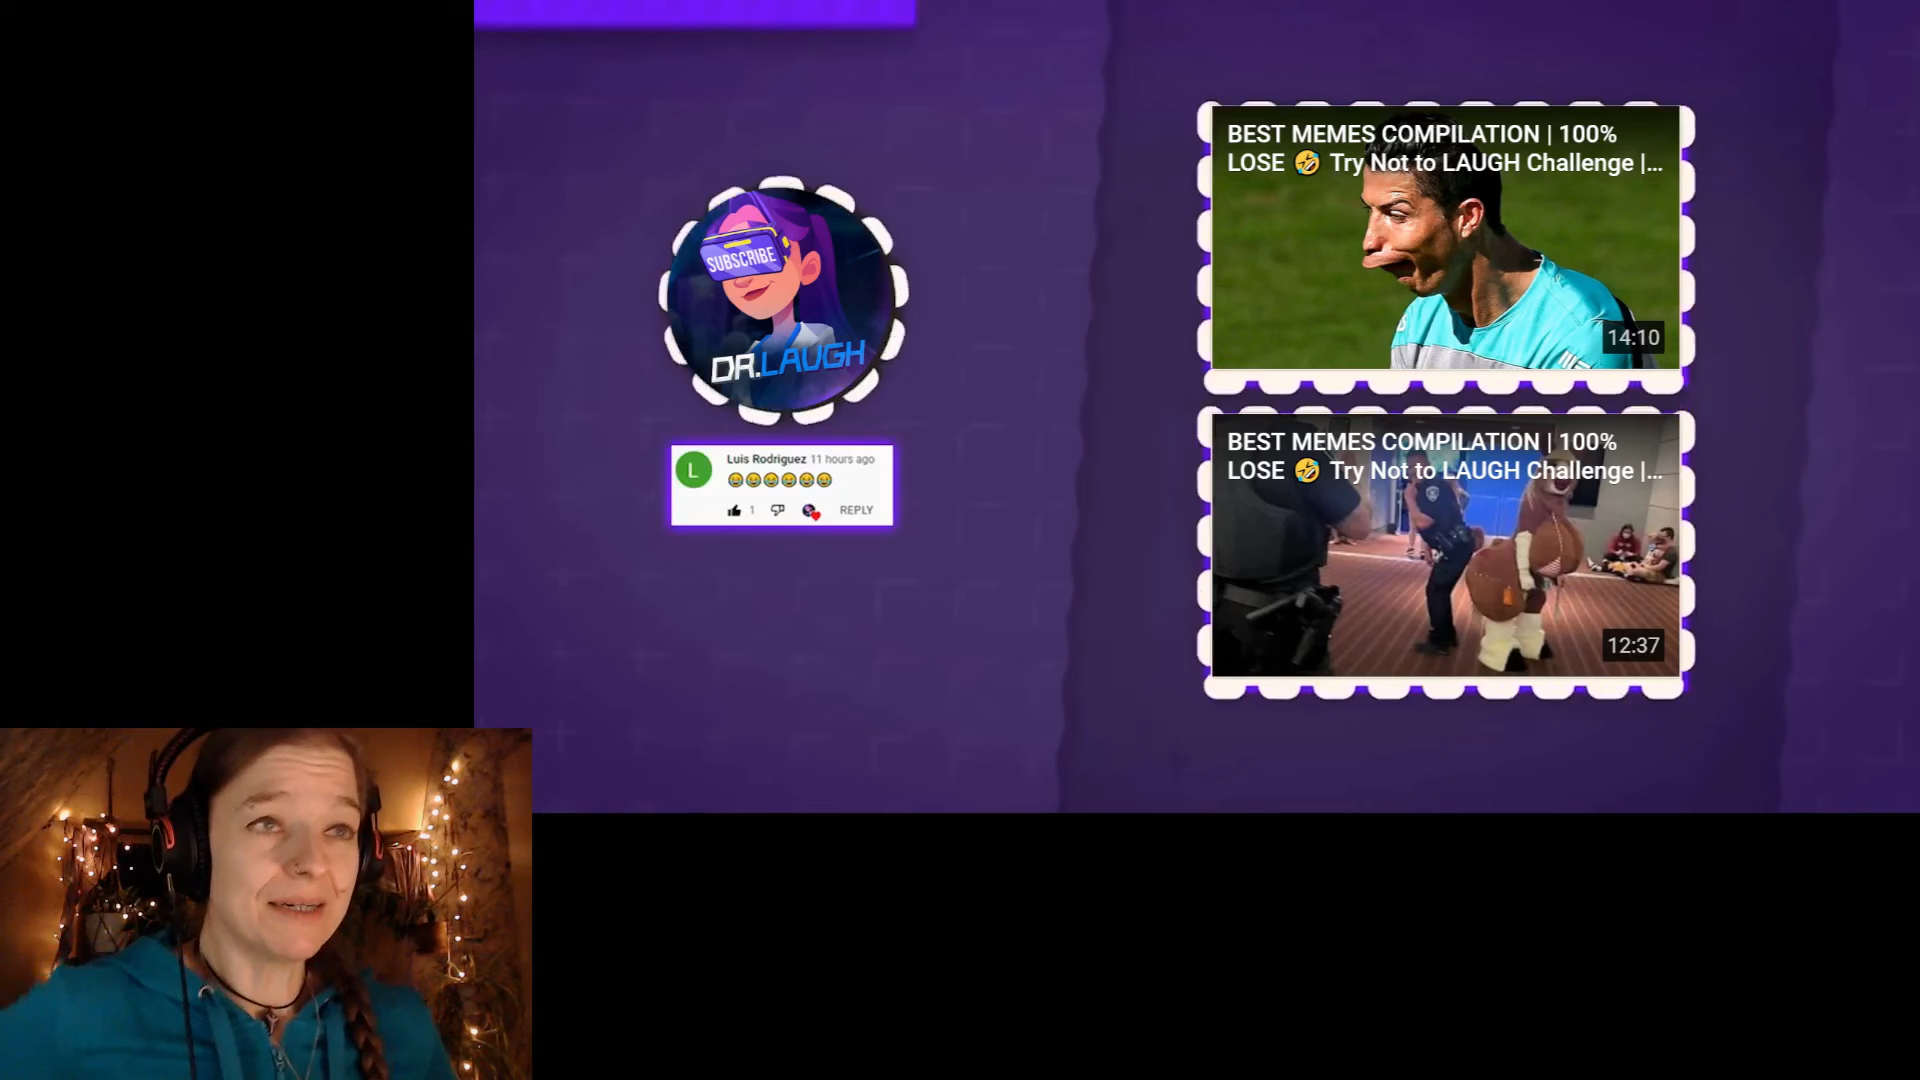 SUBSCRIBE
DR.LAUGH
L
Luis Rodriguez 11 hours ago
😂😂😂😂😂😂
1
REPLY
BEST MEMES COMPILATION | 100%
LOSE 🤣 Try Not to LAUGH Challenge |...
14:10
BEST MEMES COMPILATION | 100%
LOSE 🤣 Try Not to LAUGH Challenge |...
12:37